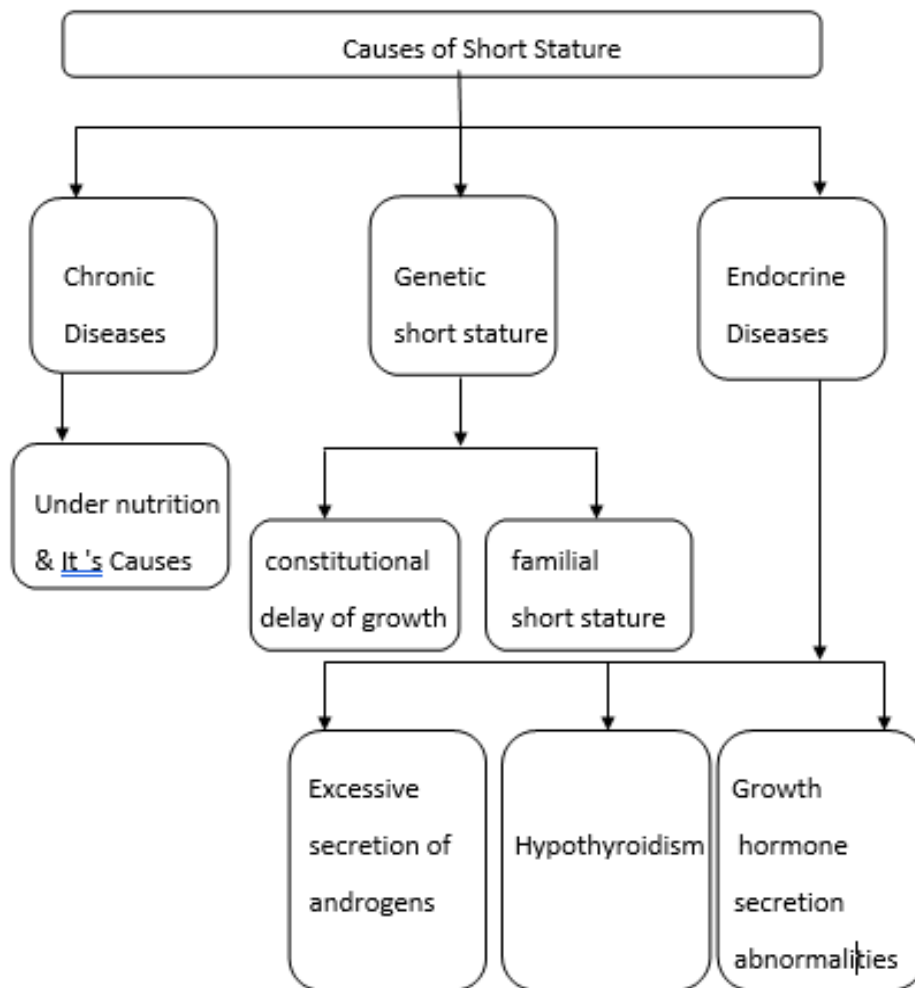 Causes of Short Stature
Chronic
Diseases
Genetic
short stature
Endocrine
Diseases
Under nutrition
& It 's Causes
constitutional
delay of growth
familial
short stature
Excessive
secretion of
androgens
Hypothyroidism
Growth
hormone
secretion
abnormalities